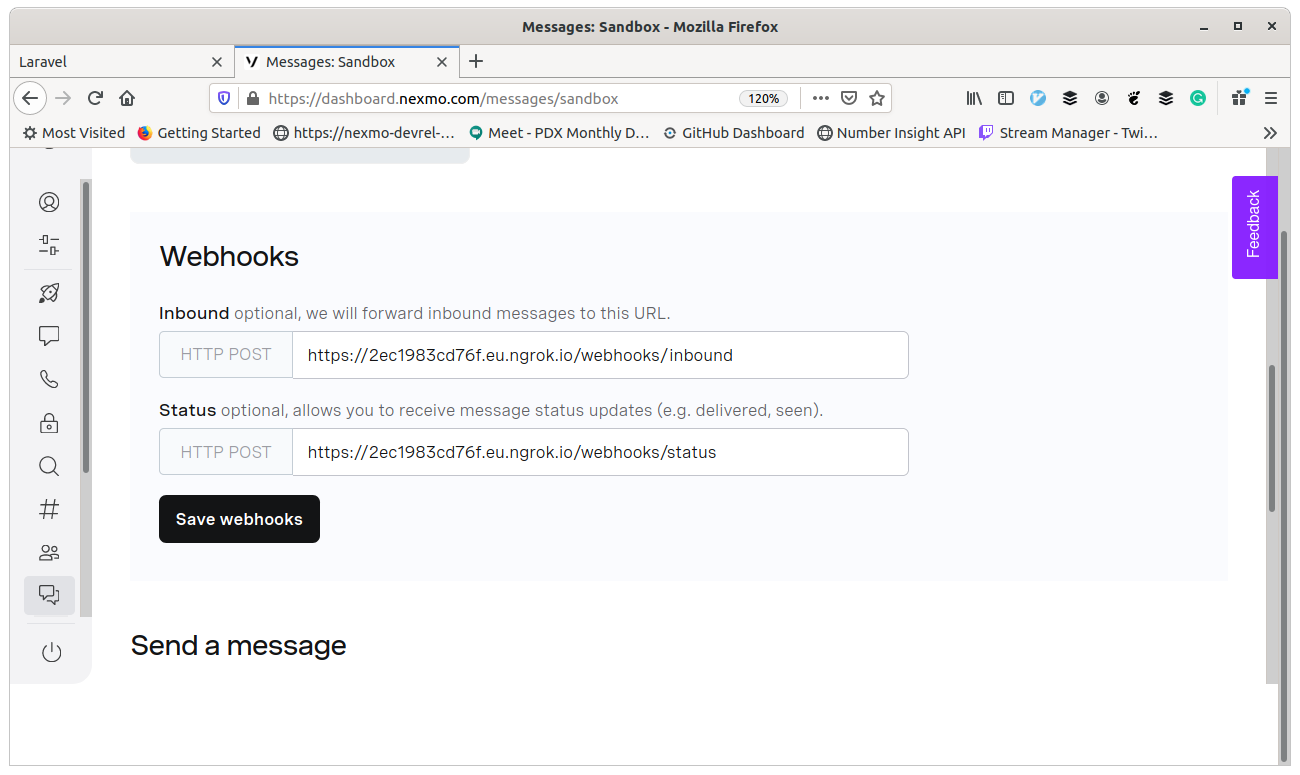 Messages: Sandbox - Mozilla Firefox
Laravel
Messages: Sandbox
https://dashboard.nexmo.com/messages/sandbox
120%
Most Visited
Getting Started
https://nexmo-devrel-...
Meet - PDX Monthly D...
GitHub Dashboard
Number Insight API
Stream Manager - Twi...
Feedback
Webhooks
Inbound optional, we will forward inbound messages to this URL.
HTTP POST
https://2ec1983cd76f.eu.ngrok.io/webhooks/inbound
Status optional, allows you to receive message status updates (e.g. delivered, seen).
HTTP POST
https://2ec1983cd76f.eu.ngrok.io/webhooks/status
Save webhooks
Send a message